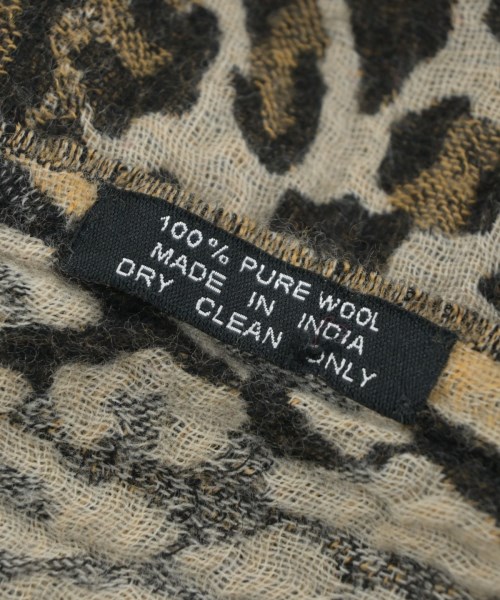 100% PURE WOOL
MADE IN INDIA
DRY CLEAN ONLY